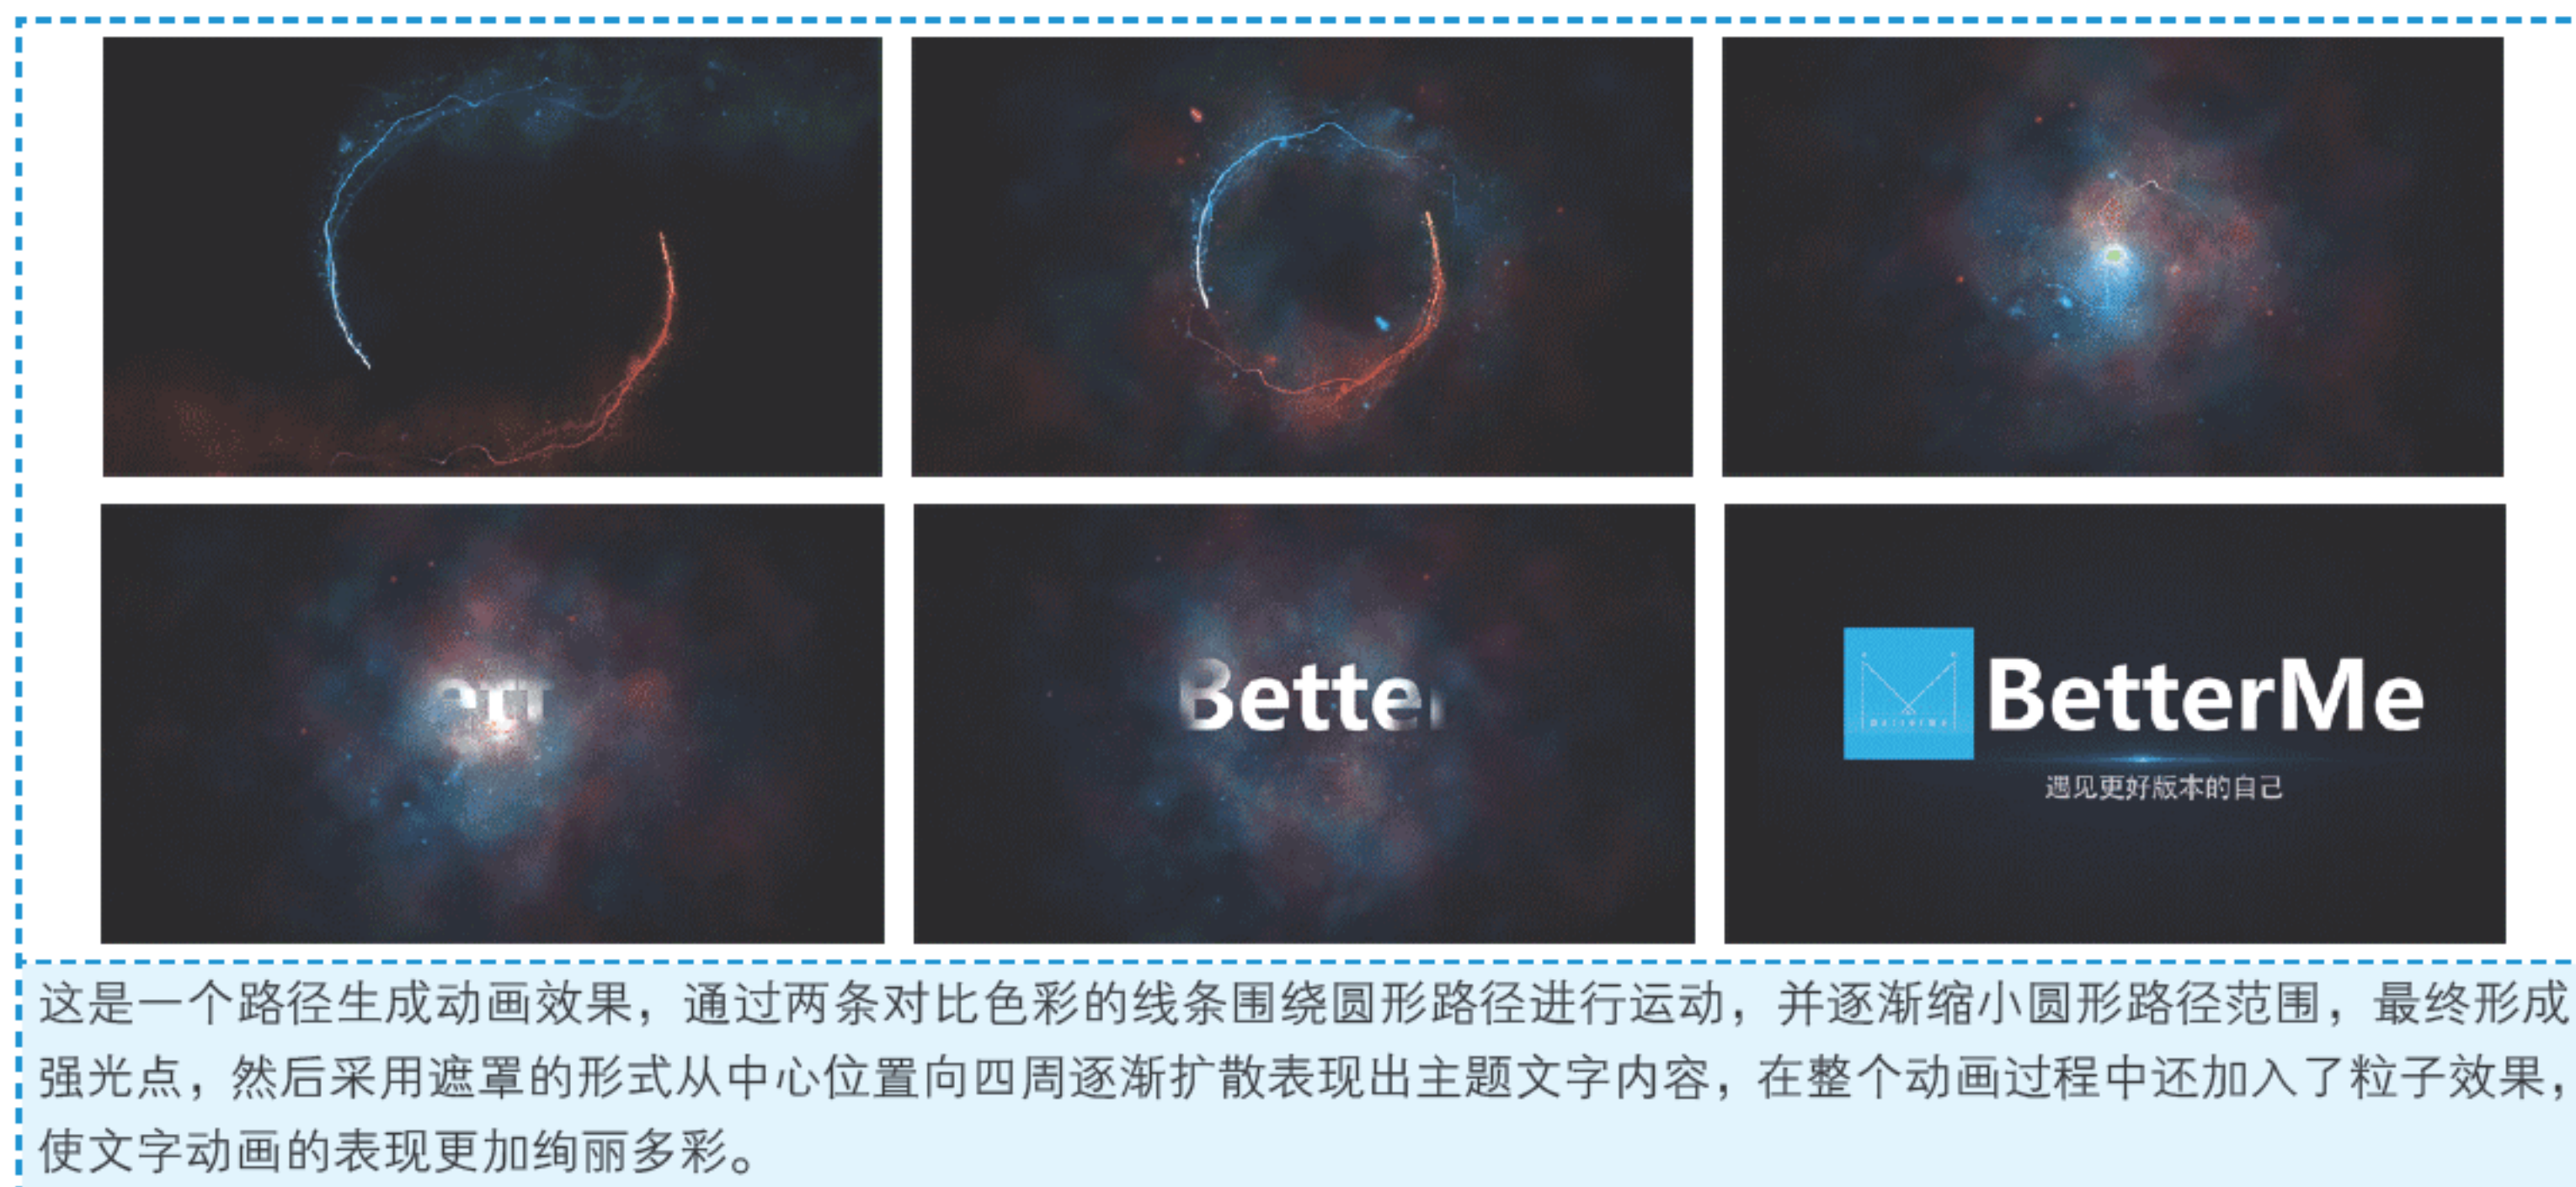 ett
Bette
BetterMe
BetterMe
遇见更好版本的自己
这是一个路径生成动画效果，通过两条对比色彩的线条围绕圆形路径进行运动，并逐渐缩小圆形路径范围，最终形成
强光点，然后采用遮罩的形式从中心位置向四周逐渐扩散表现出主题文字内容，在整个动画过程中还加入了粒子效果，
使文字动画的表现更加绚丽多彩。